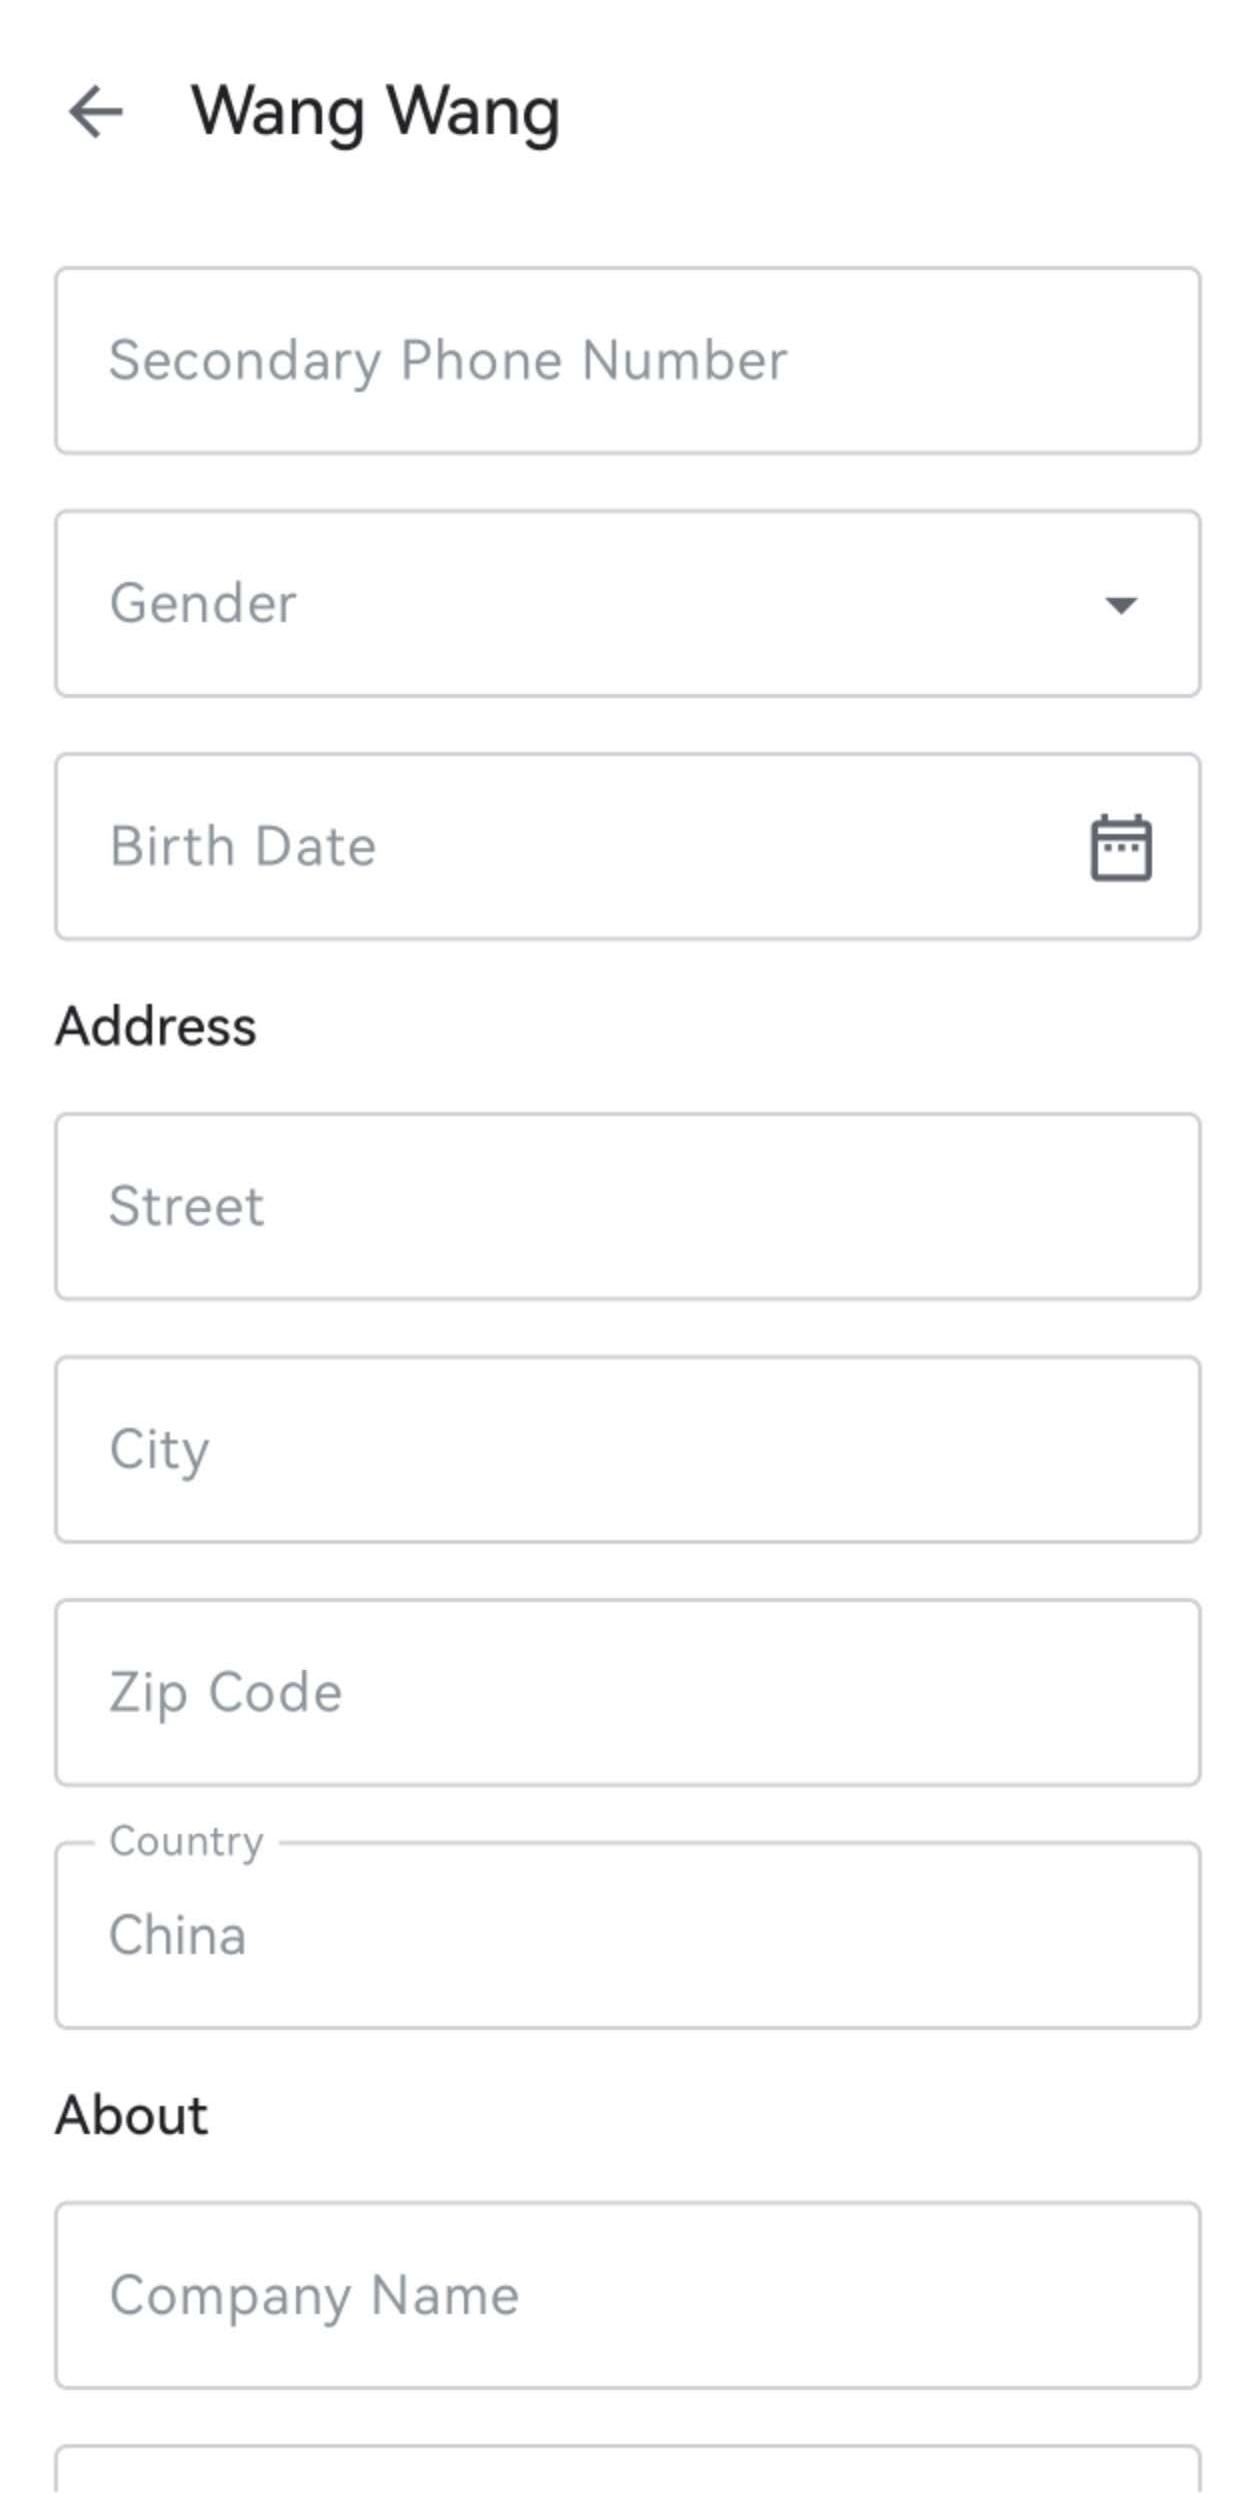 Wang Wang
Secondary Phone Number
Gender
Birth Date
Address
Street
City
Zip Code
Country
China
About
Company Name